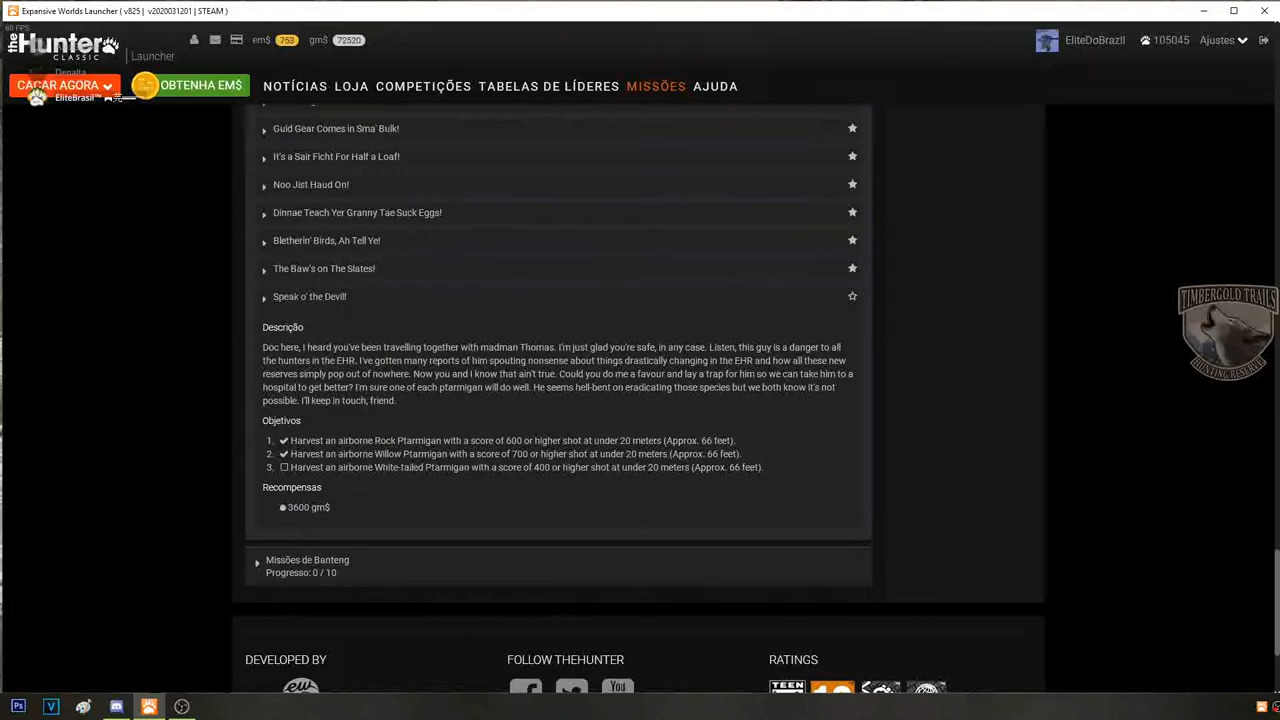 Expansive Worlds Launcher ( v825 | v2020031201 | STEAM )
60 FPS
theHunter
CLASSIC
Launcher
em$ 753 gm$ 72520
EliteDoBrazIl 105045 Ajustes
CAÇAR AGORA
EliteBrasil™
OBTENHA EM$
NOTÍCIAS LOJA COMPETIÇÕES TABELAS DE LÍDERES MISSÕES AJUDA
Guid Gear Comes in Sma' Bulk!
It's a Sair Ficht For Half a Loaf!
Noo Jist Haud On!
Dinnae Teach Yer Granny Tae Suck Eggs!
Bletherin' Birds, Ah Tell Ye!
The Baw's on The Slates!
Speak o' the Devil!
Descrição
Doc here, I heard you've been travelling together with madman Thomas. I'm just glad you're safe, in any case. Listen, this guy is a danger to all
the hunters in the EHR. I've gotten many reports of him spouting nonsense about things drastically changing in the EHR and how all these new
reserves simply pop out of nowhere. Now you and I know that ain't true. Could you do me a favour and lay a trap for him so we can take him to a
hospital to get better? I'm sure one of each ptarmigan will do well. He seems hell-bent on eradicating those species but we both know it's not
possible. I'll keep in touch, friend.
Objetivos
1. Harvest an airborne Rock Ptarmigan with a score of 600 or higher shot at under 20 meters (Approx. 66 feet).
2. Harvest an airborne Willow Ptarmigan with a score of 700 or higher shot at under 20 meters (Approx. 66 feet).
3. Harvest an airborne White-tailed Ptarmigan with a score of 400 or higher shot at under 20 meters (Approx. 66 feet).
Recompensas
3600 gm$
Missões de Banteng
Progresso: 0 / 10
TIMBERGOLD TRAILS
HUNTING RESERVE
DEVELOPED BY
FOLLOW THEHUNTER
RATINGS
ew
You
TEEN
Ps
V